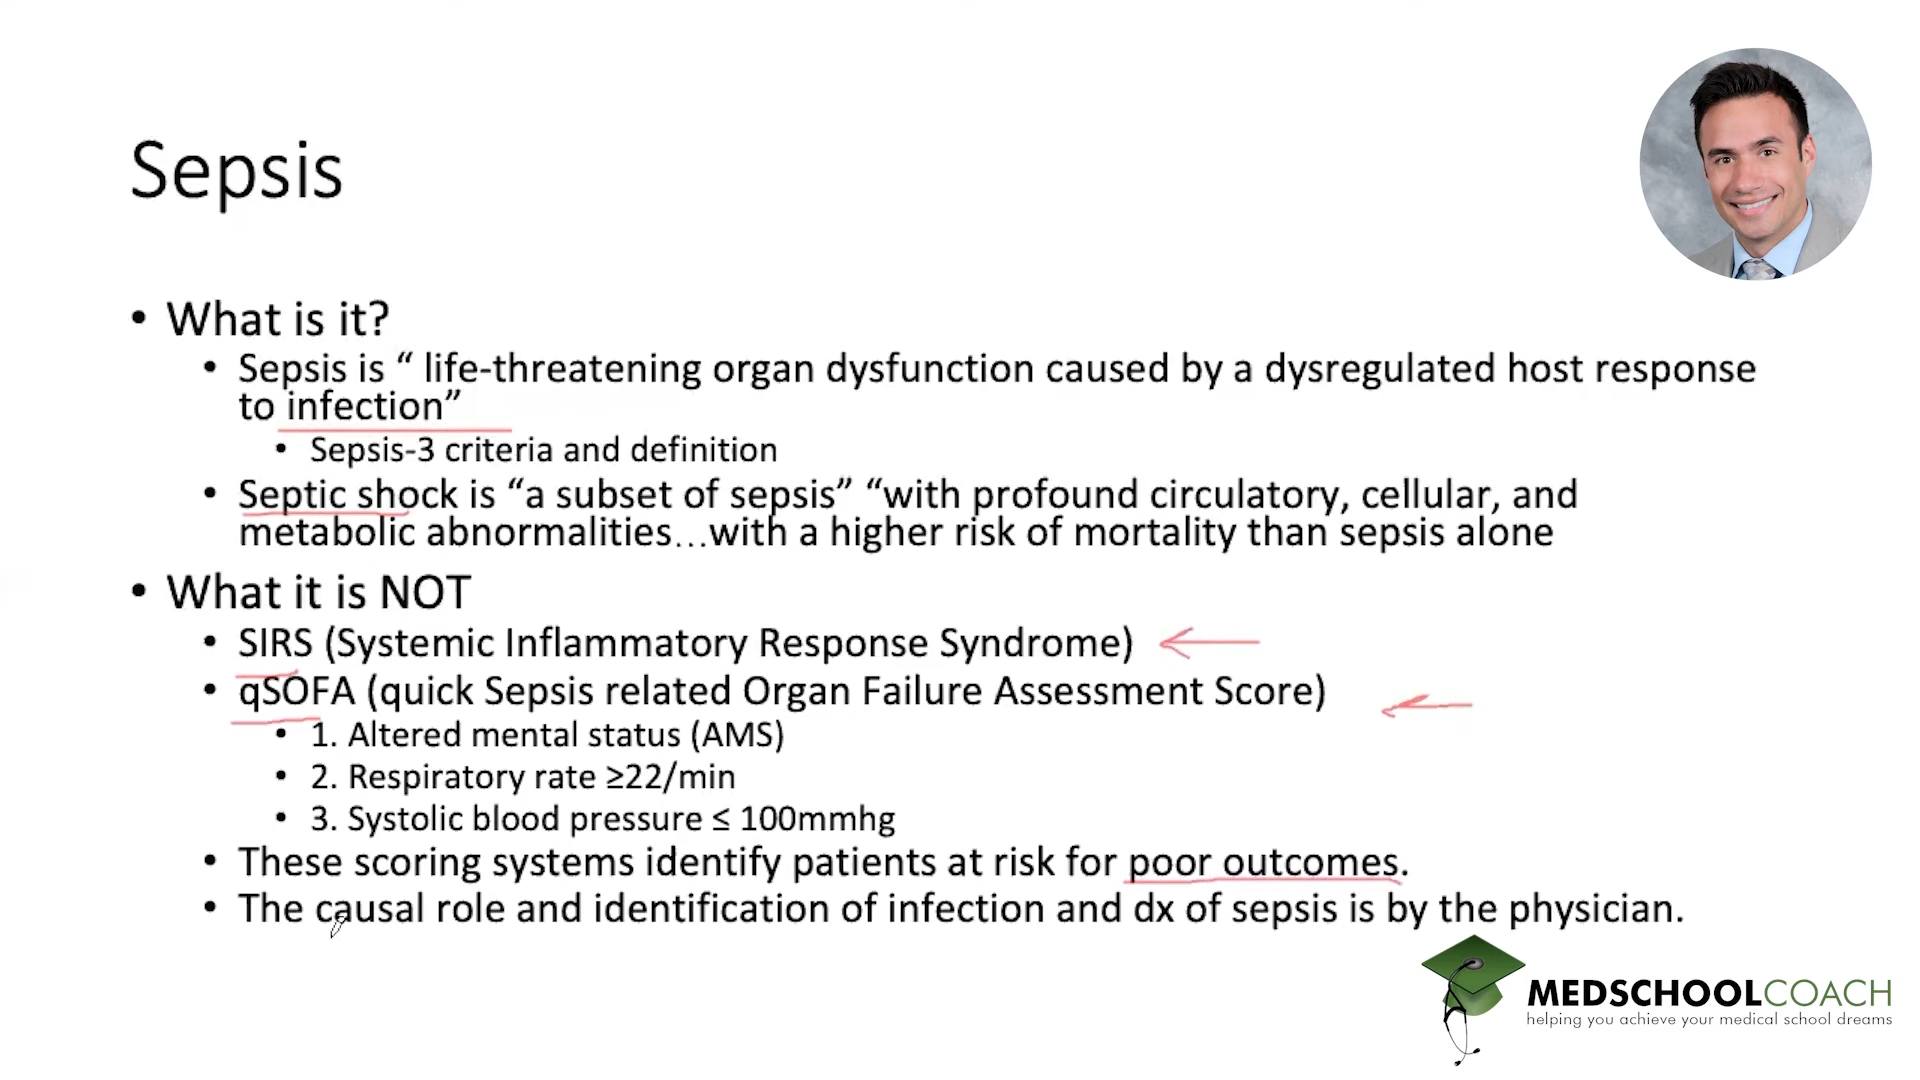 Sepsis
• What is it?
• Sepsis is “ life-threatening organ dysfunction caused by a dysregulated host response
to infection”
• Sepsis-3 criteria and definition
• Septic shock is “a subset of sepsis” “with profound circulatory, cellular, and
metabolic abnormalities...with a higher risk of mortality than sepsis alone
• What it is NOT
• SIRS (Systemic Inflammatory Response Syndrome)
• qSOFA (quick Sepsis related Organ Failure Assessment Score)
• 1. Altered mental status (AMS)
• 2. Respiratory rate ≥22/min
• 3. Systolic blood pressure ≤ 100mmhg
• These scoring systems identify patients at risk for poor outcomes.
• The causal role and identification of infection and dx of sepsis is by the physician.
MEDSCHOOLCOACH
helping you achieve your medical school dreams